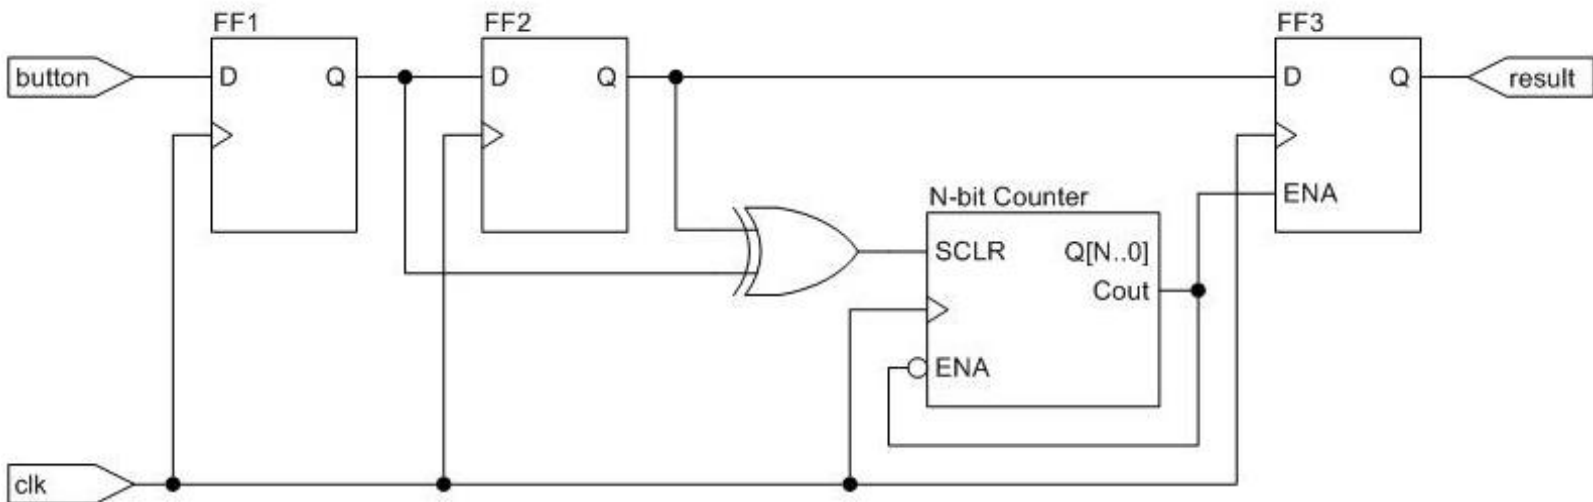 FF1
FF2
FF3
button
D
Q
D
Q
D
Q
result
N-bit Counter
ENA
SCLR
Q[N..0]
Cout
ENA
clk